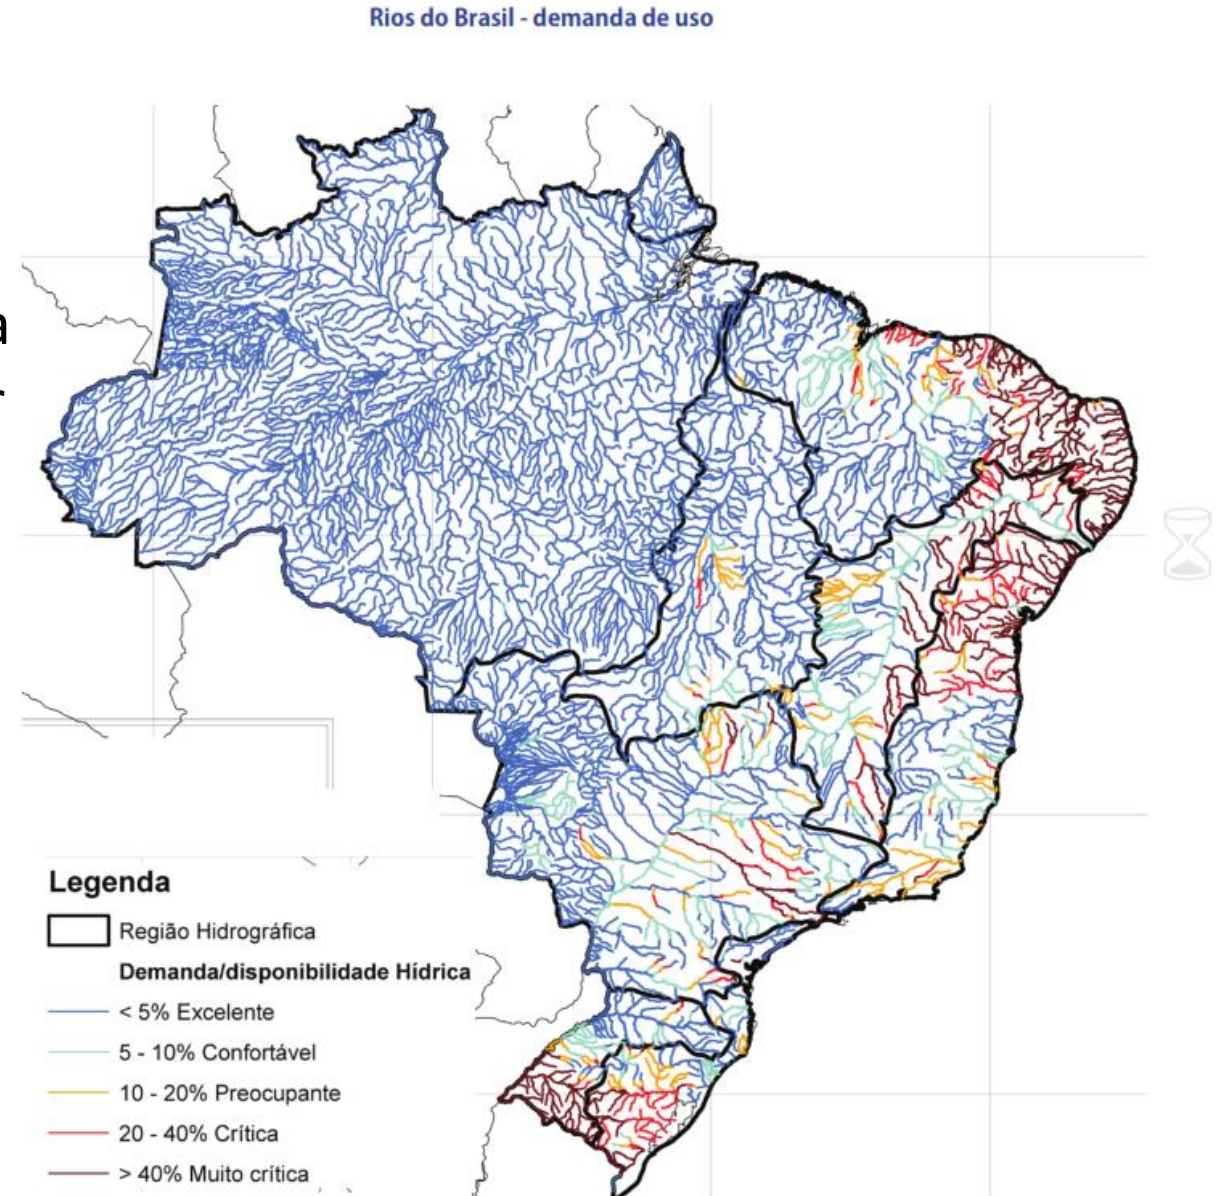 Rios do Brasil - demanda de uso
a
Legenda
Região Hidrográfica
Demanda/disponibilidade Hídrica
< 5% Excelente
5 - 10% Confortável
10 - 20% Preocupante
20 - 40% Crítica
> 40% Muito crítica